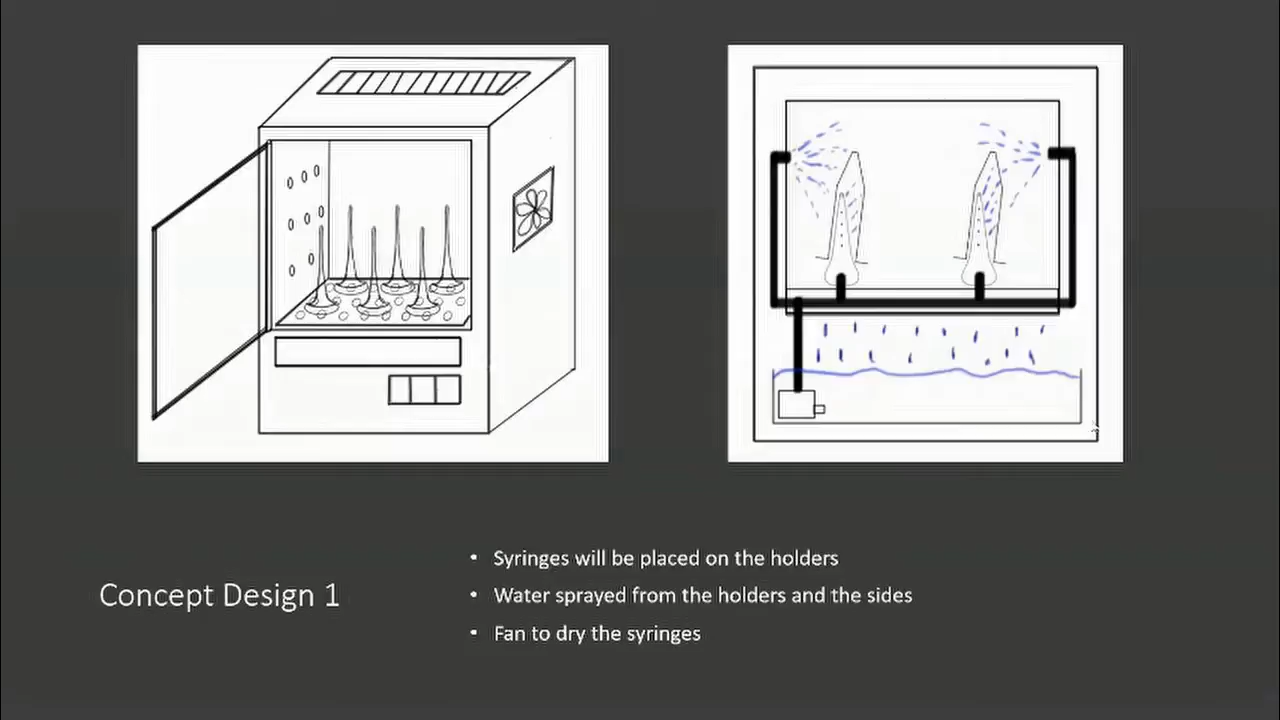 Concept Design 1
• Syringes will be placed on the holders
• Water sprayed from the holders and the sides
• Fan to dry the syringes